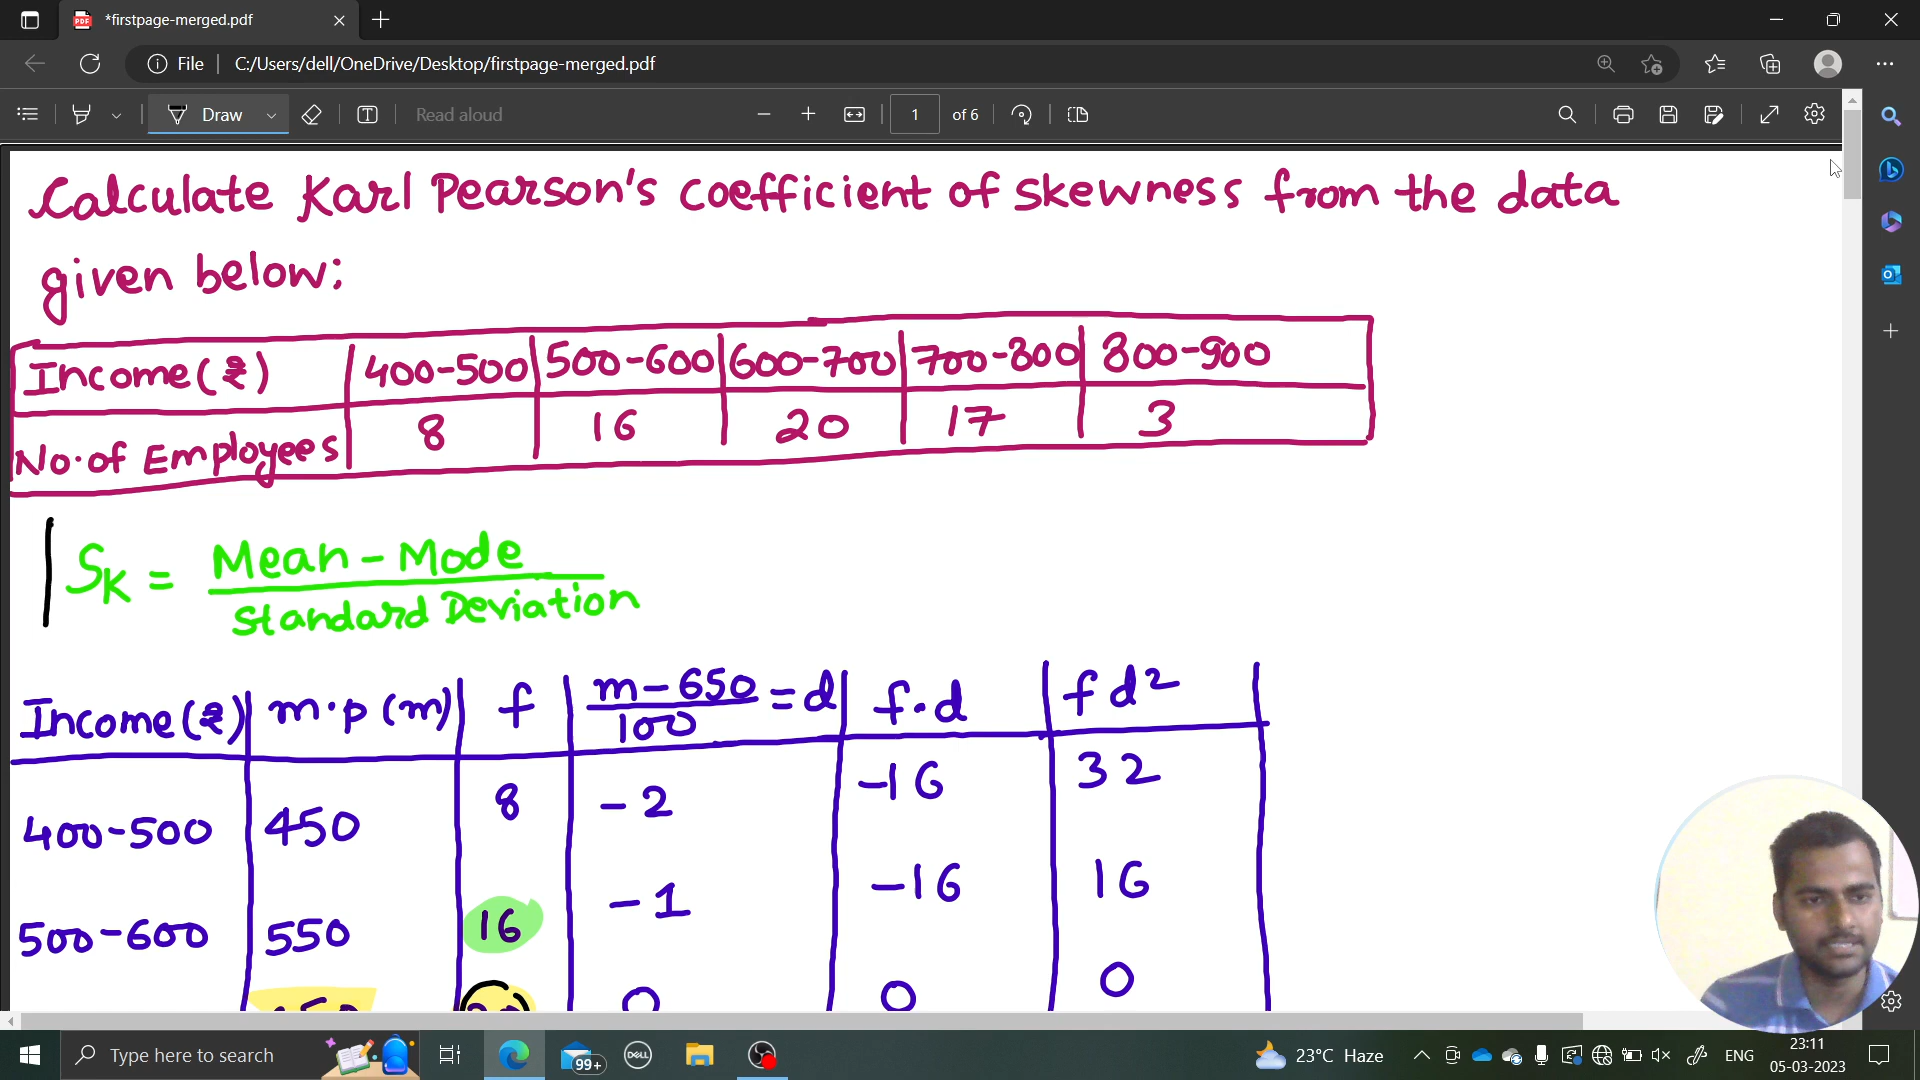 *firstpage-merged.pdf
File C:/Users/dell/OneDrive/Desktop/firstpage-merged.pdf
Draw Read aloud 1 of 6
Calculate Karl Pearson's coefficient of skewness from the data
given below;
Income(₹) 400-500 500-600 600-700 700-800 800-900
No.of Employees 8 16 20 17 3
SK = Mean - Mode
Standard Deviation
Income(₹) m.p (m) f m-650/100 = d f.d fd²
400-500 450 8 -2 -16 32
500-600 550 16 -1 -16 16
0 0 0
Type here to search 99+ DELL 23°C Haze ENG 23:11
05-03-2023